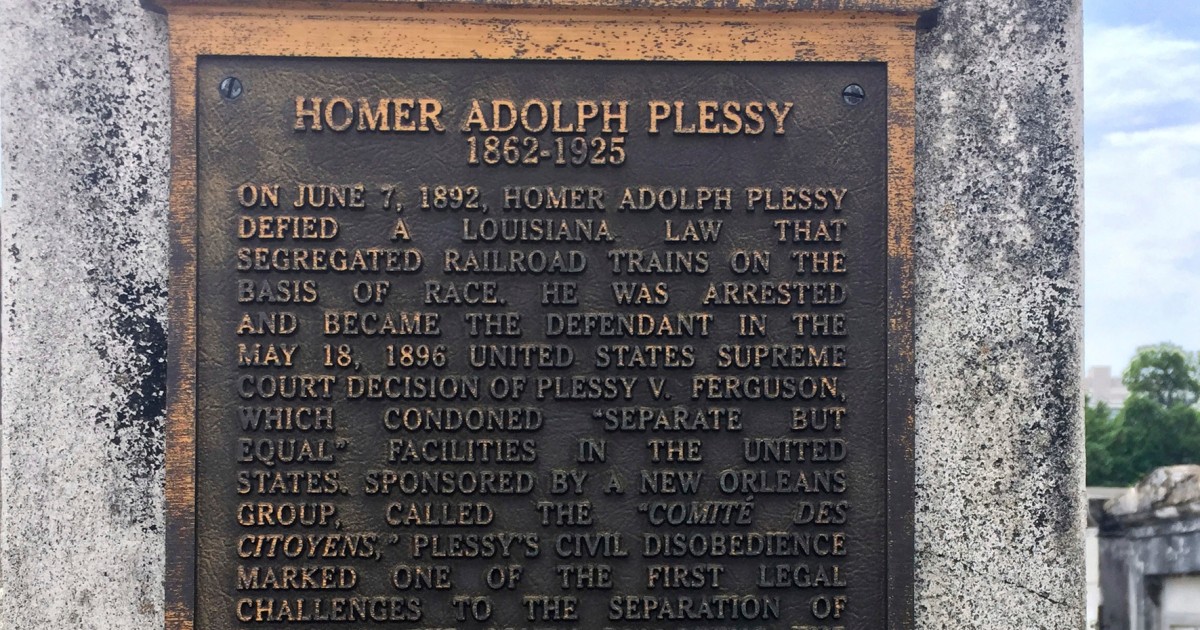 HOMER ADOLPH PLESSY
1862-1925
ON JUNE 7, 1892, HOMER ADOLPH PLESSY
DEFIED A LOUISIANA LAW THAT
SEGREGATED RAILROAD TRAINS ON THE
BASIS OF RACE. HE WAS ARRESTED
AND BECAME THE DEFENDANT IN THE
MAY 18, 1896 UNITED STATES SUPREME
COURT DECISION OF PLESSY V. FERGUSON,
WHICH CONDONED “SEPARATE BUT
EQUAL” FACILITIES IN THE UNITED
STATES. SPONSORED BY A NEW ORLEANS
GROUP, CALLED THE “COMITÉ DES
CITOYENS,” PLESSY'S CIVIL DISOBEDIENCE
MARKED ONE OF THE FIRST LEGAL
CHALLENGES TO THE SEPARATION OF